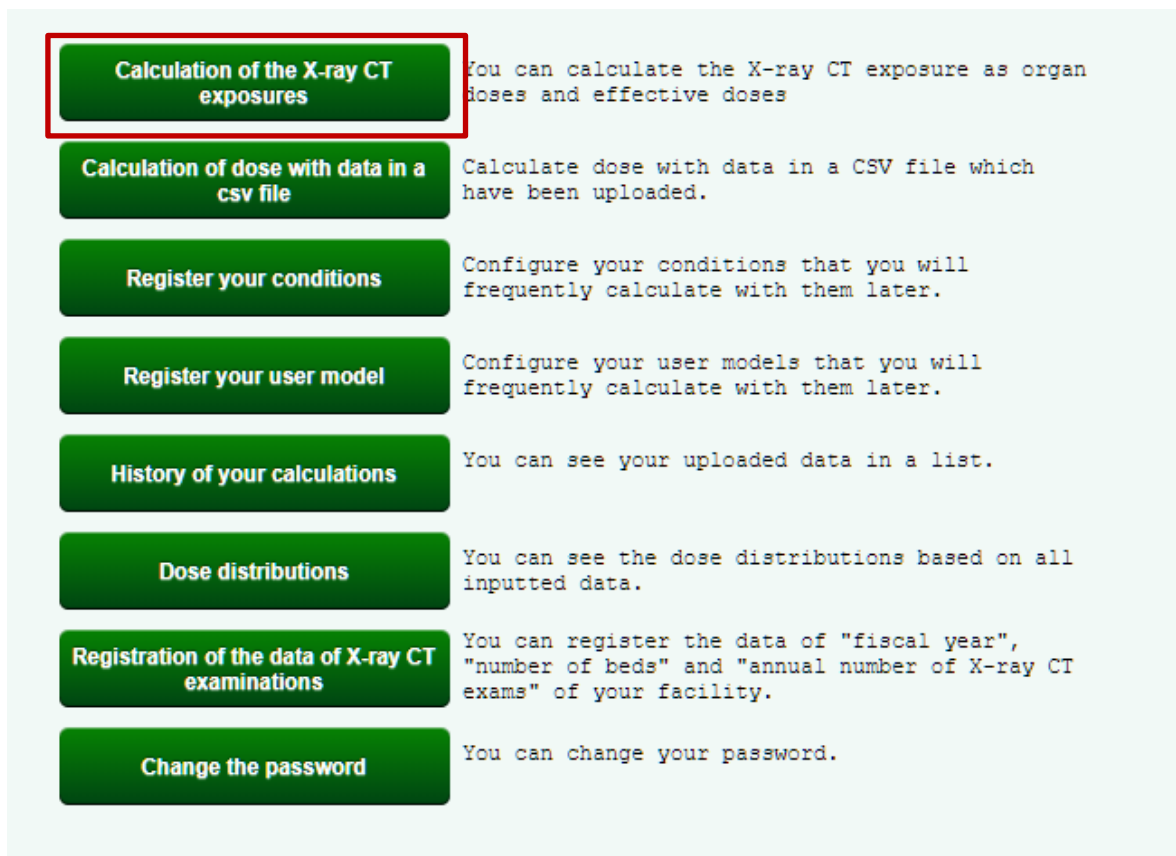 Calculation of the X-ray CT
exposures
You can calculate the X-ray CT exposure as organ
doses and effective doses
Calculation of dose with data in a
csv file
Calculate dose with data in a CSV file which
have been uploaded.
Register your conditions
Configure your conditions that you will
frequently calculate with them later.
Register your user model
Configure your user models that you will
frequently calculate with them later.
History of your calculations
You can see your uploaded data in a list.
Dose distributions
You can see the dose distributions based on all
inputted data.
Registration of the data of X-ray CT
examinations
You can register the data of "fiscal year",
"number of beds" and "annual number of X-ray CT
exams" of your facility.
Change the password
You can change your password.